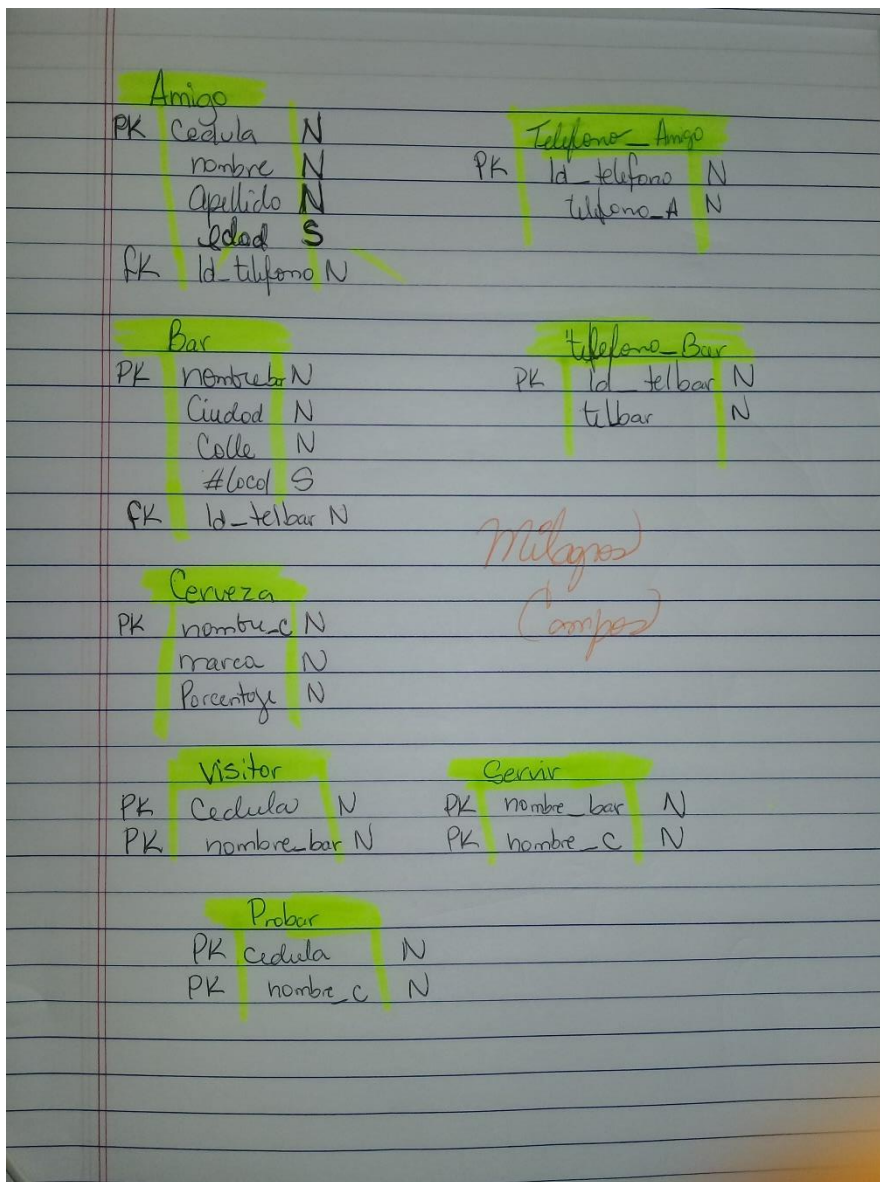 Amigo
PK Cedula N
nombre N
Apellido N
edad S
fK Id_telefono N
Telefono_Amigo
PK Id_telefono N
telefono_A N
Bar
PK nombrebar N
Ciudad N
Calle N
#local S
fK Id_telbar N
telefono_Bar
PK id_telbar N
telbar N
Milagros
Campos
Cerveza
PK nombre_c N
marca N
Porcentaje N
Visitar
PK Cedula N
PK nombre_bar N
Servir
PK nombre_bar N
PK nombre_C N
Probar
PK cedula N
PK nombre_c N